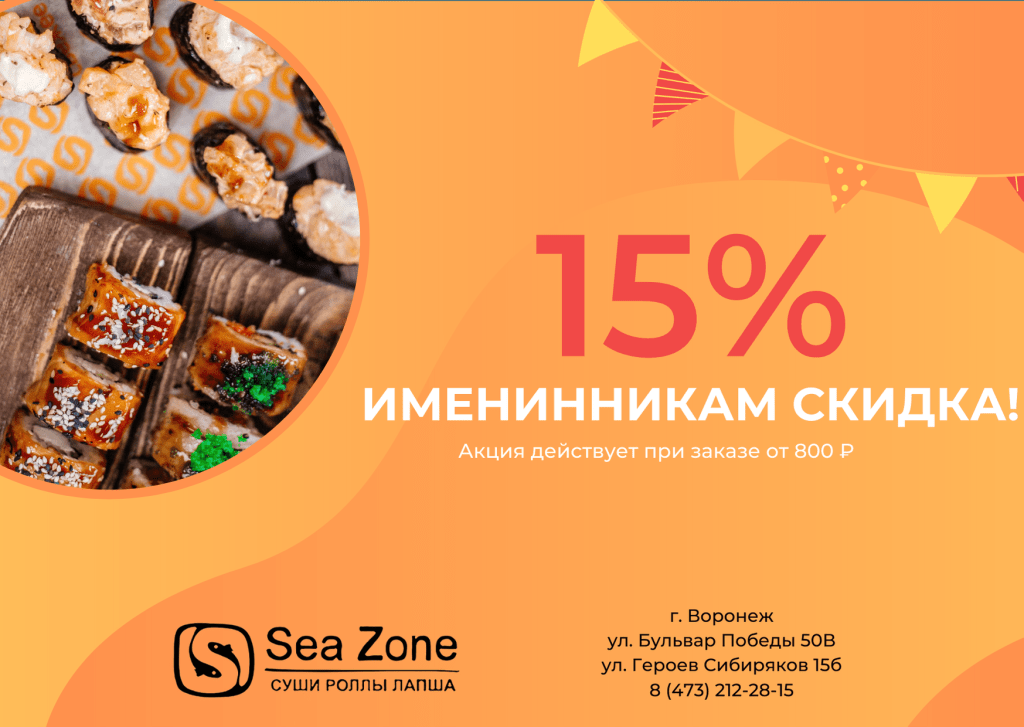 15%
ИМЕНИННИКАМ СКИДКА!
Акция действует при заказе от 800 ₽
Sea Zone
СУШИ РОЛЛЫ ЛАПША
г. Воронеж
ул. Бульвар Победы 50В
ул. Героев Сибиряков 15б
8 (473) 212-28-15